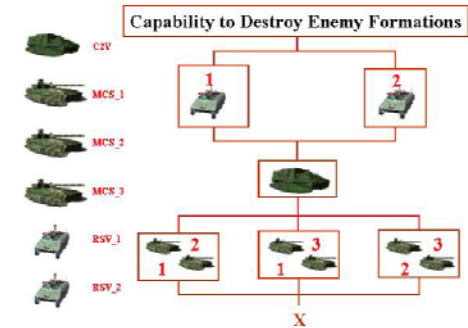 Capability to Destroy Enemy Formations
C2V
MCS_1
MCS_2
MCS_3
RSV_1
RSV_2
1
2
2
1
3
1
3
2
X